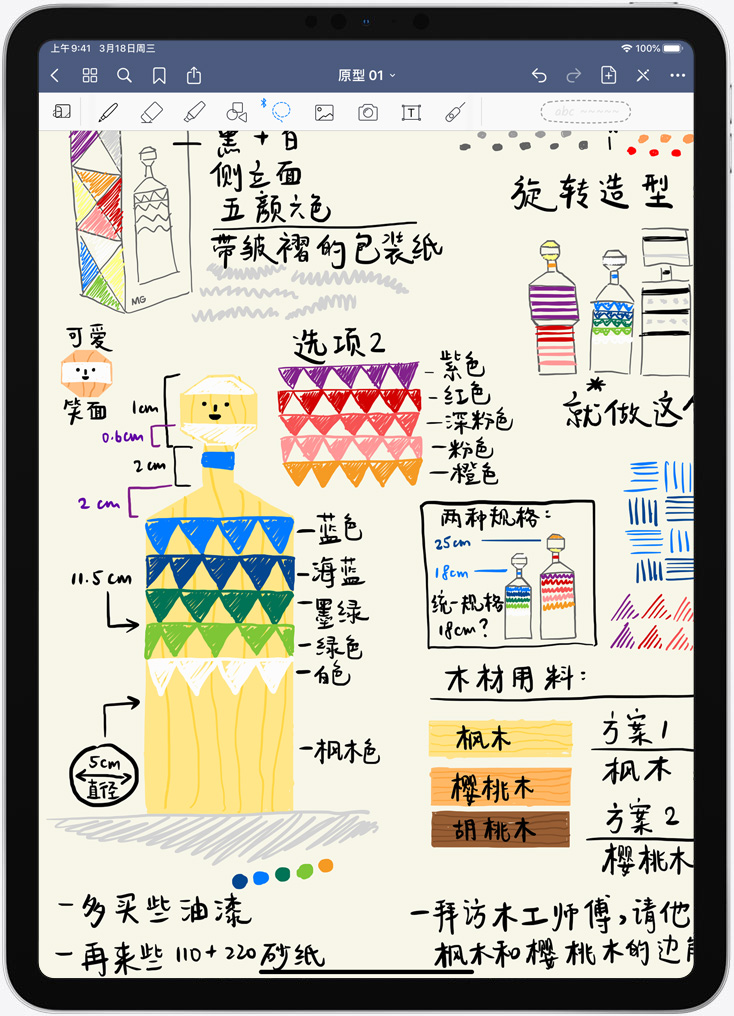 上午9:41 3月18日周三
100%
原型 01
abc
黑 + 白
侧立面
五颜六色
带皱褶的包装纸
MG
旋转造型
可爱
笑面
选项2
紫色
红色
深粉色
粉色
橙色
* 就做这个
1cm
0.6cm
2cm
2cm
11.5cm
蓝色
海蓝
墨绿
绿色
白色
枫木色
5cm
直径
两种规格:
25cm
18cm
统一规格
18cm?
木材用料:
枫木
樱桃木
胡桃木
方案1
枫木
方案2
樱桃木
-多买些油漆
-再来些 110+220砂纸
-拜访木工师傅,请他
枫木和樱桃木的边角